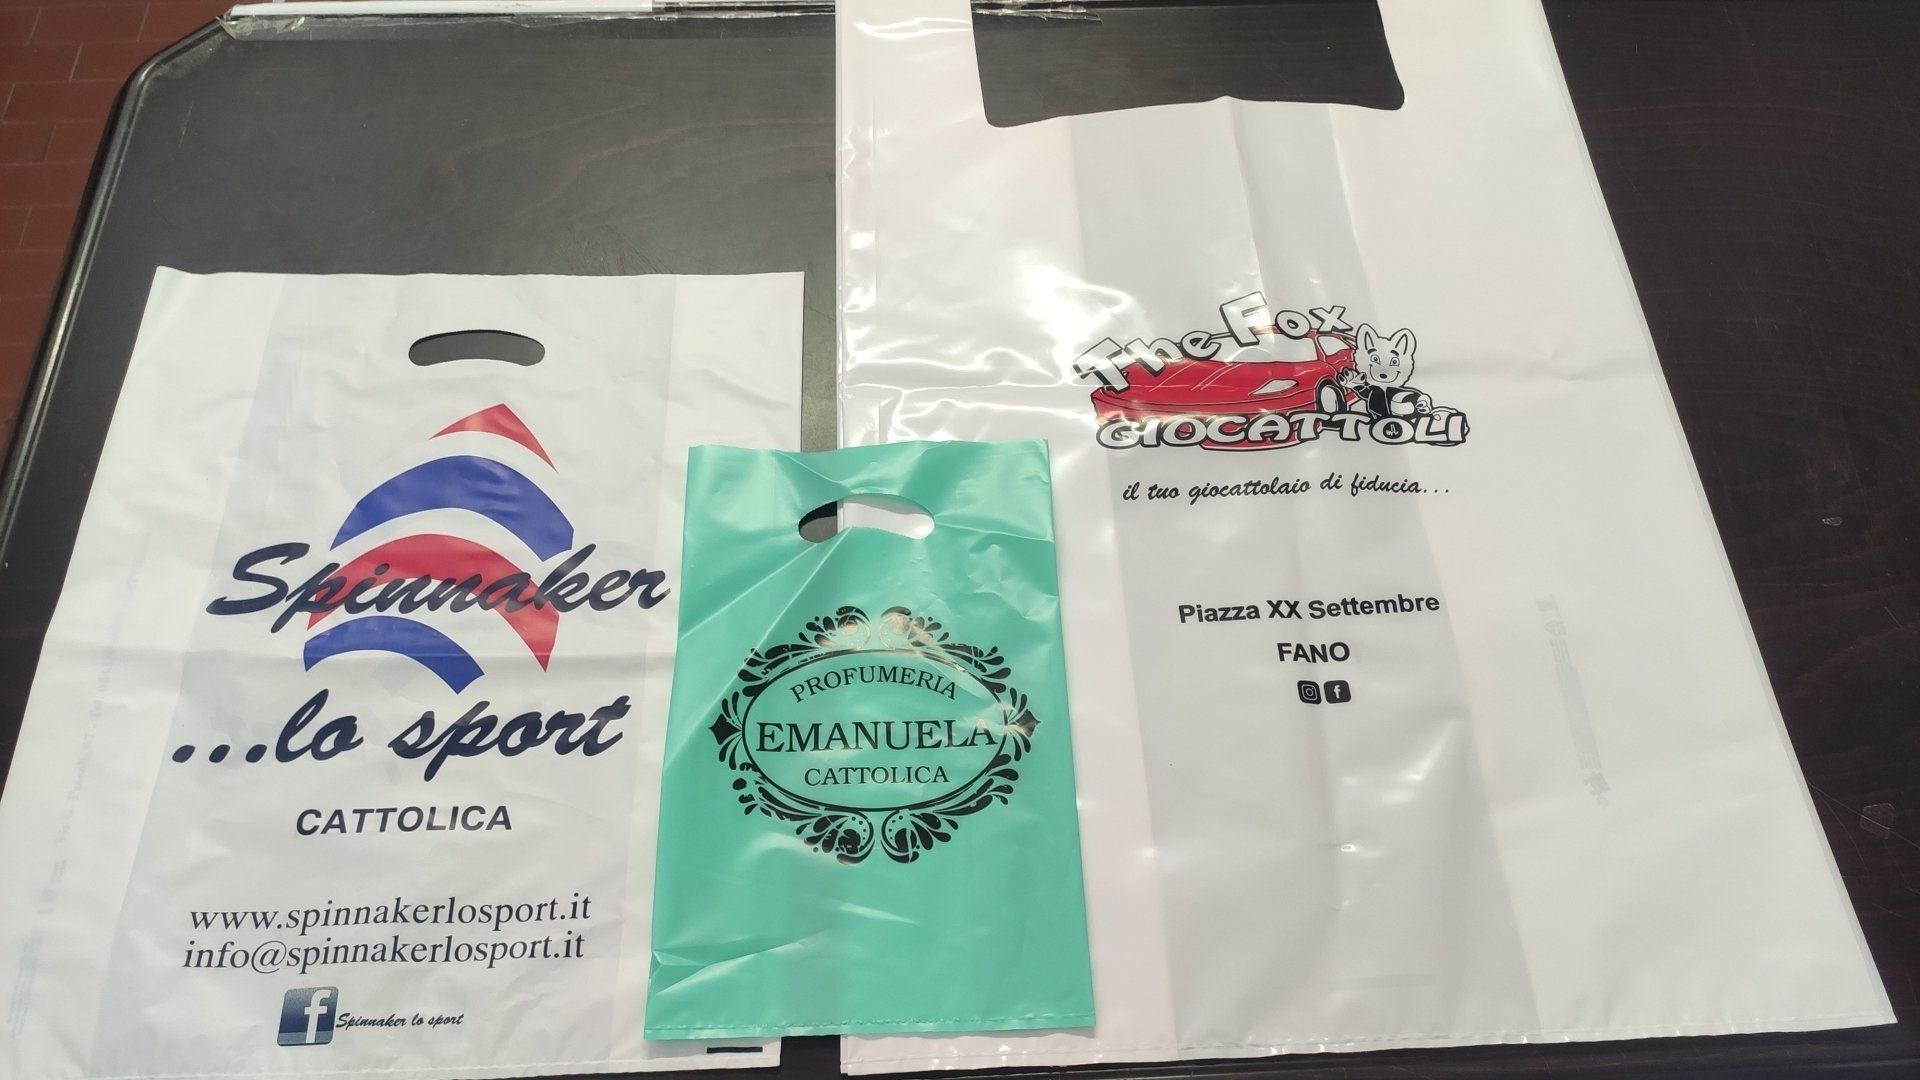 Spinnaker
...lo sport
CATTOLICA
www.spinnakerlosport.it
info@spinnakerlosport.it
f Spinnaker lo sport
PROFUMERIA
EMANUELA
CATTOLICA
The Fox
GIOCATTOLI
il tuo giocattolaio di fiducia...
Piazza XX Settembre
FANO
f